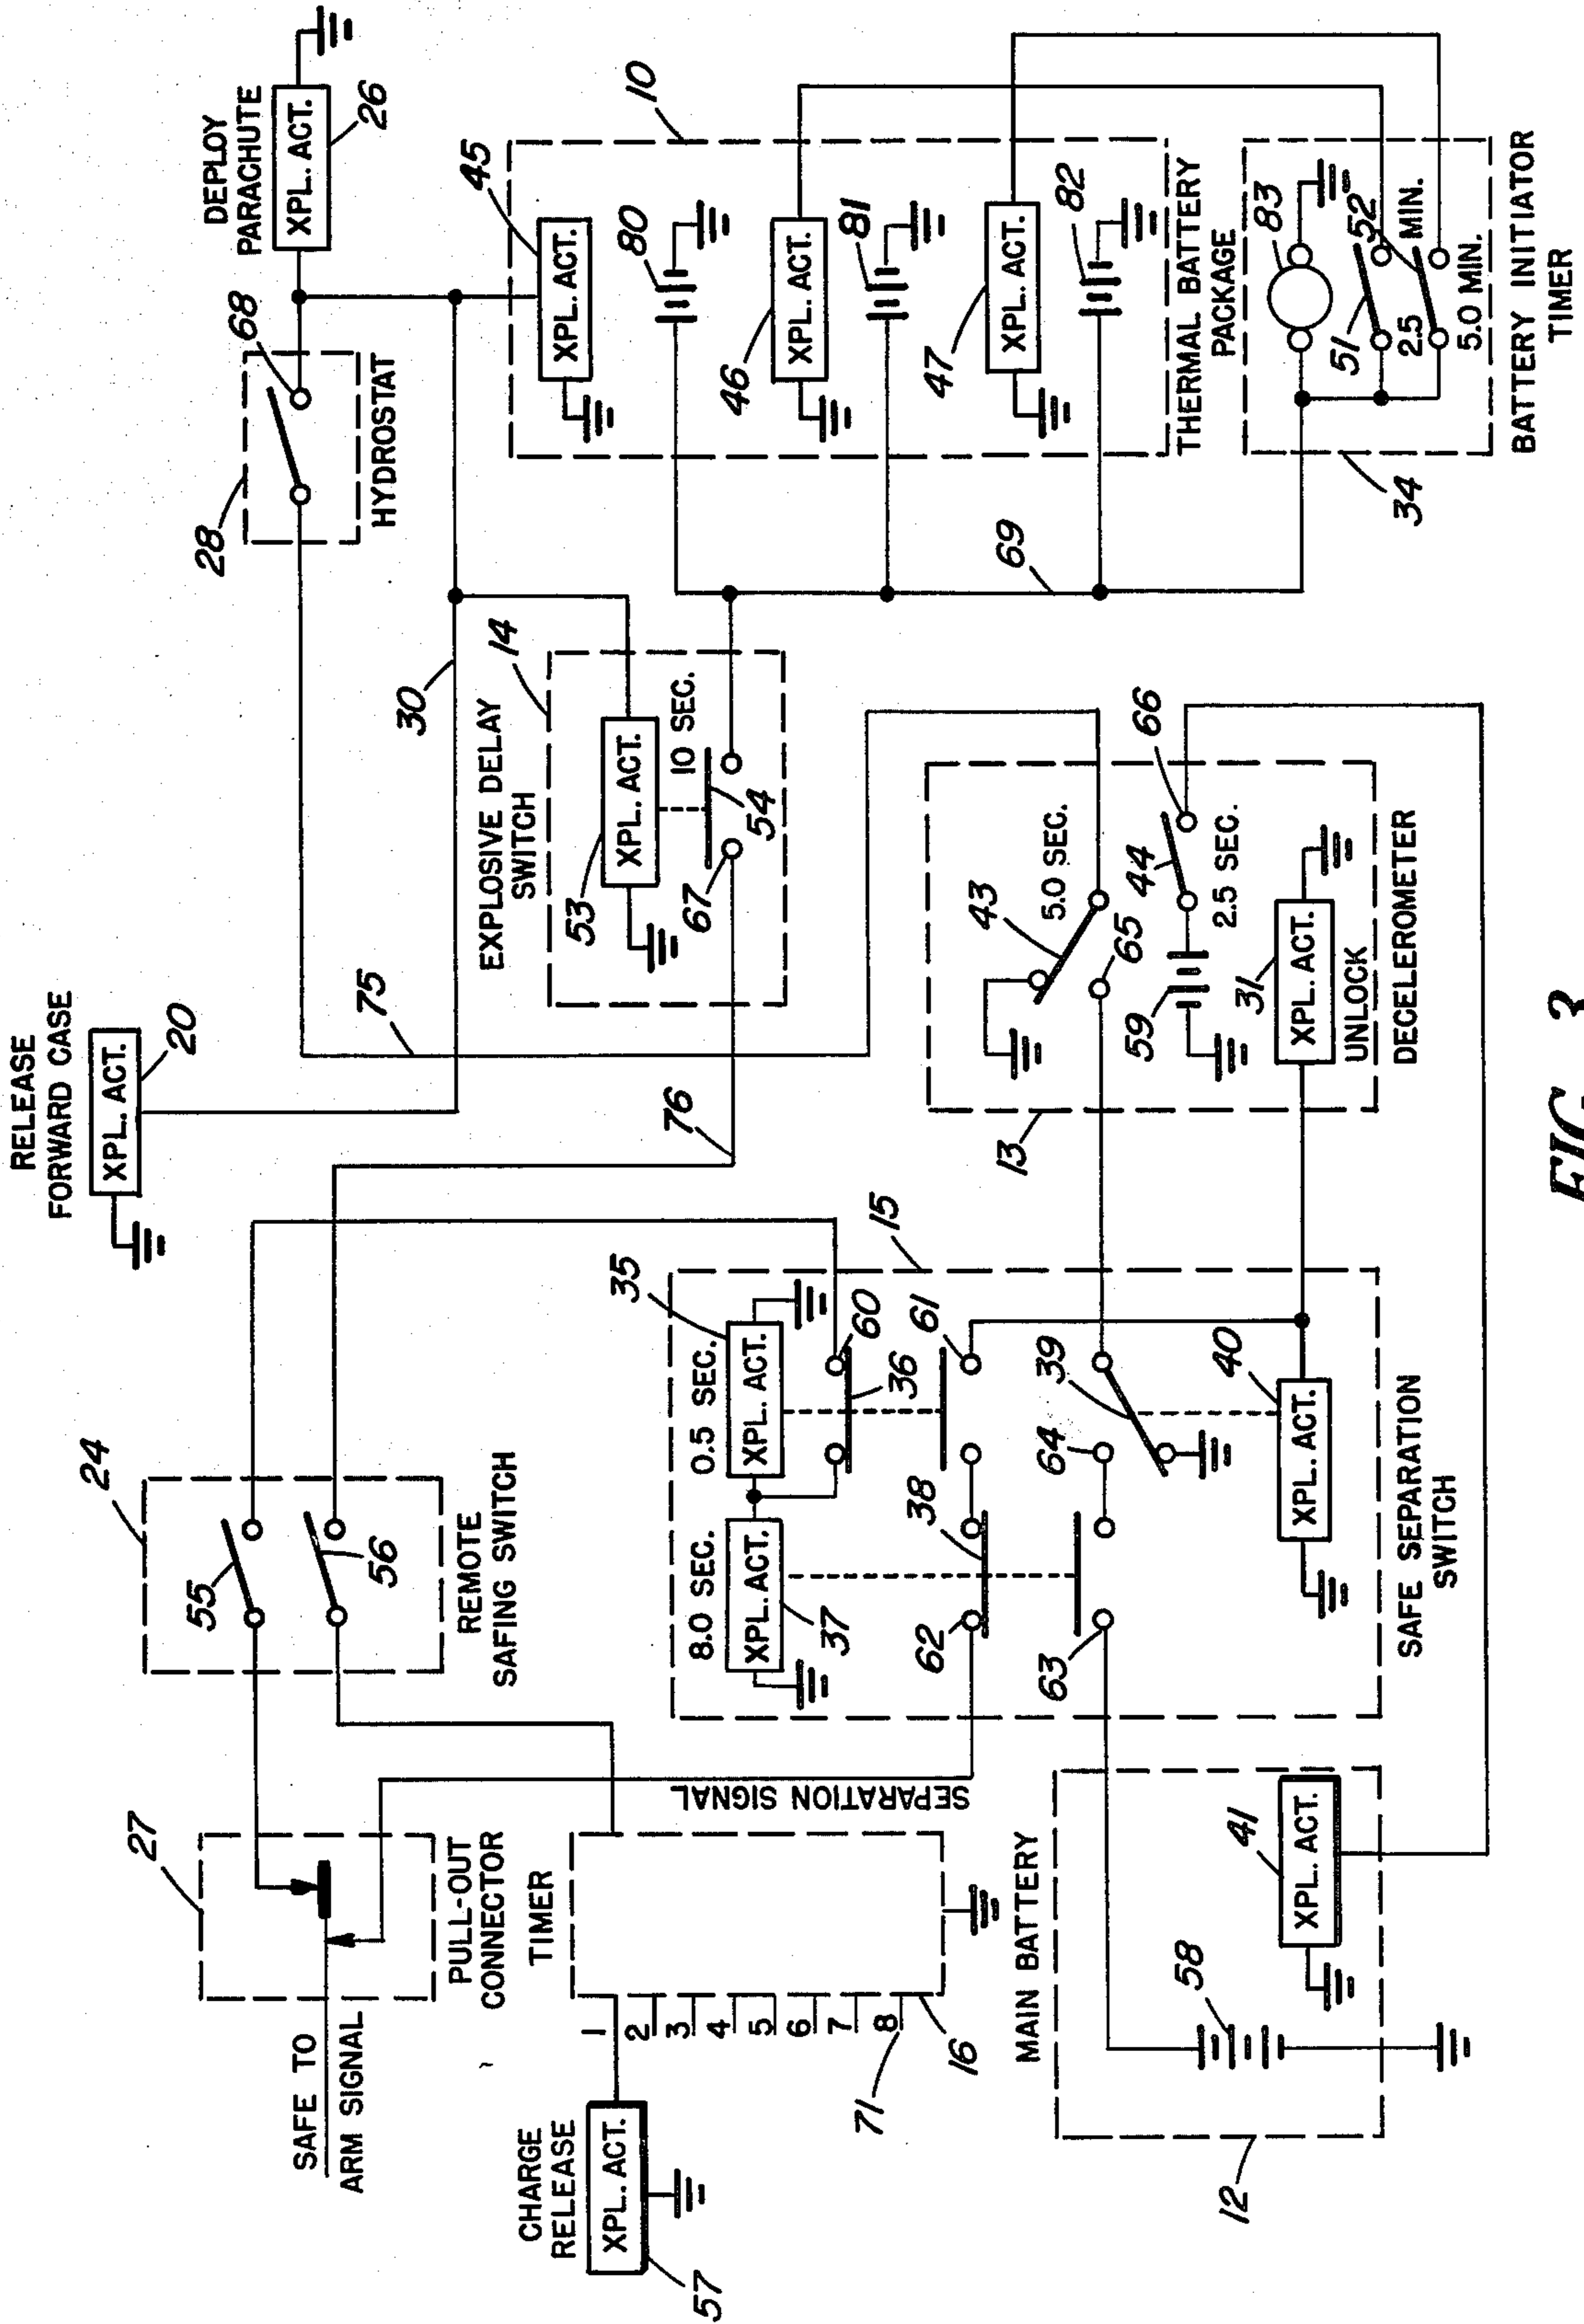 RELEASE
FORWARD CASE
XPL. ACT.
20
DEPLOY
PARACHUTE
XPL. ACT.
26
28
68
HYDROSTAT
75
30
10
45
XPL. ACT.
80
46
XPL. ACT.
81
47
XPL. ACT.
82
THERMAL BATTERY
PACKAGE
69
83
51
52
2.5 MIN.
5.0 MIN.
34
BATTERY INITIATOR
TIMER
EXPLOSIVE DELAY
SWITCH
14
53
XPL. ACT.
10 SEC.
67
54
76
24
55
56
REMOTE
SAFING SWITCH
27
SAFE TO
ARM SIGNAL
PULL-OUT
CONNECTOR
SEPARATION SIGNAL
CHARGE
RELEASE
XPL. ACT.
57
TIMER
1
2
3
4
5
6
7
8
71
16
15
8.0 SEC.
XPL. ACT.
37
0.5 SEC.
XPL. ACT.
35
60
36
61
38
62
63
64
39
40
XPL. ACT.
SAFE SEPARATION
SWITCH
13
43
5.0 SEC.
65
44
66
59
2.5 SEC.
31
XPL. ACT.
UNLOCK
DECELEROMETER
MAIN BATTERY
58
41
XPL. ACT.
12
FIG. 3